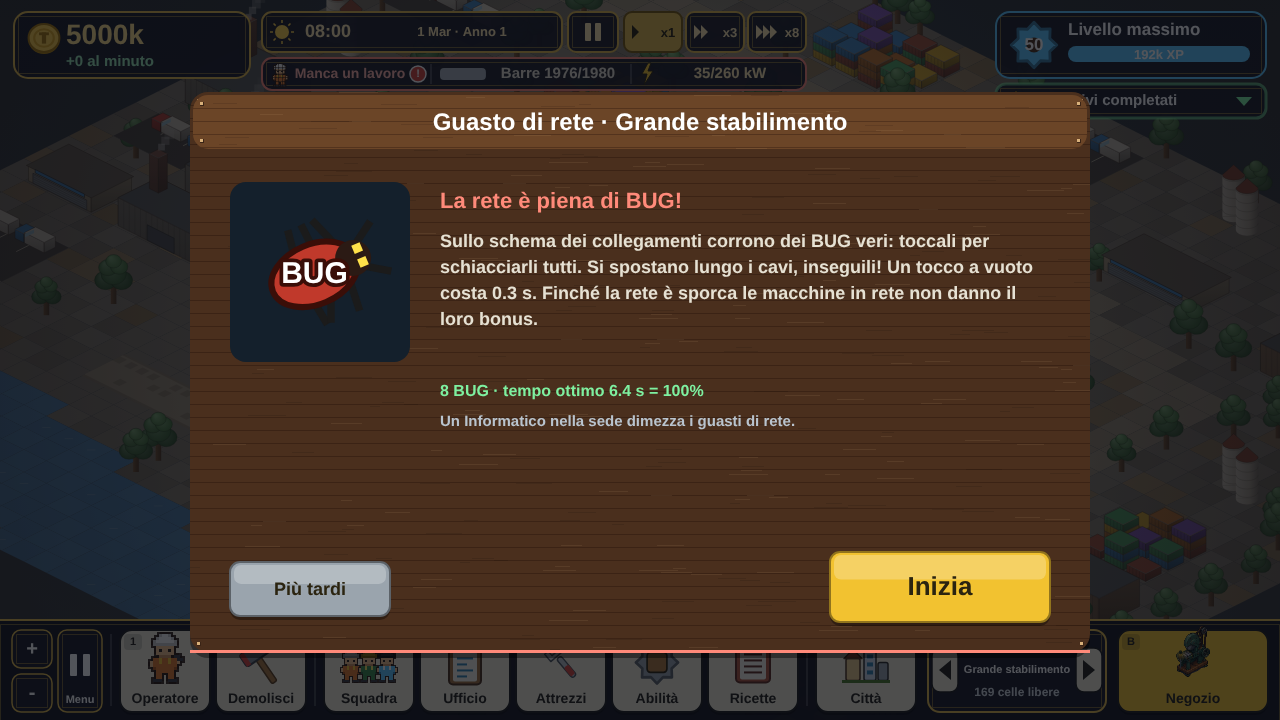 5000k
+0 al minuto
08:00
1 Mar · Anno 1
x1
x3
x8
Manca un lavoro !
Barre 1976/1980
35/260 kW
50
Livello massimo
192k XP
vi completati
Guasto di rete · Grande stabilimento
BUG
La rete è piena di BUG!
Sullo schema dei collegamenti corrono dei BUG veri: toccali per
schiacciarli tutti. Si spostano lungo i cavi, inseguili! Un tocco a vuoto
costa 0.3 s. Finché la rete è sporca le macchine in rete non danno il
loro bonus.
8 BUG · tempo ottimo 6.4 s = 100%
Un Informatico nella sede dimezza i guasti di rete.
Più tardi
Inizia
+
-
Menu
1
Operatore
Demolisci
Squadra
Ufficio
Attrezzi
Abilità
Ricette
Città
Grande stabilimento
169 celle libere
B
Negozio